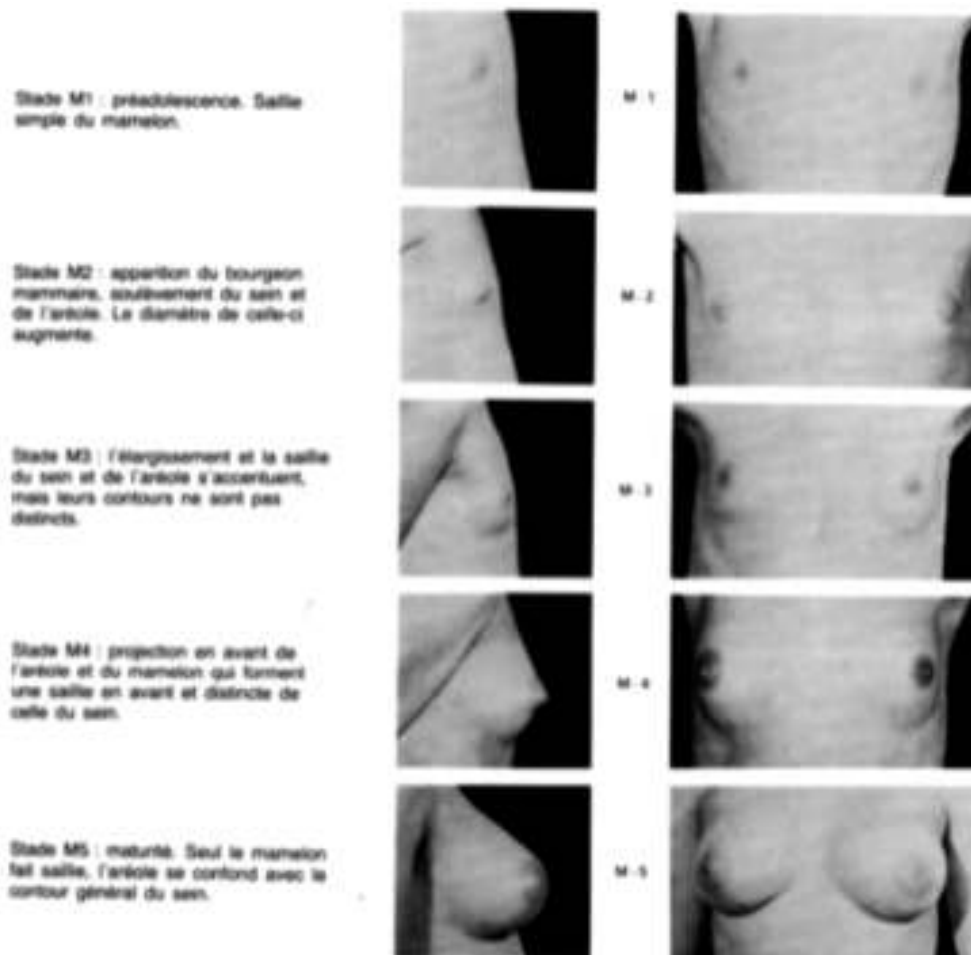 Stade M1 : préadolescence. Saillie
simple du mamelon.
M - 1
Stade M2 : apparition du bourgeon
mammaire, soulèvement du sein et
de l'aréole. Le diamètre de celle-ci
augmente.
M - 2
Stade M3 : l'élargissement et la saillie
du sein et de l'aréole s'accentuent,
mais leurs contours ne sont pas
distincts.
M - 3
Stade M4 : projection en avant de
l'aréole et du mamelon qui forment
une saillie en avant et distincte de
celle du sein.
M - 4
Stade M5 : maturité. Seul le mamelon
fait saillie, l'aréole se confond avec le
contour général du sein.
M - 5